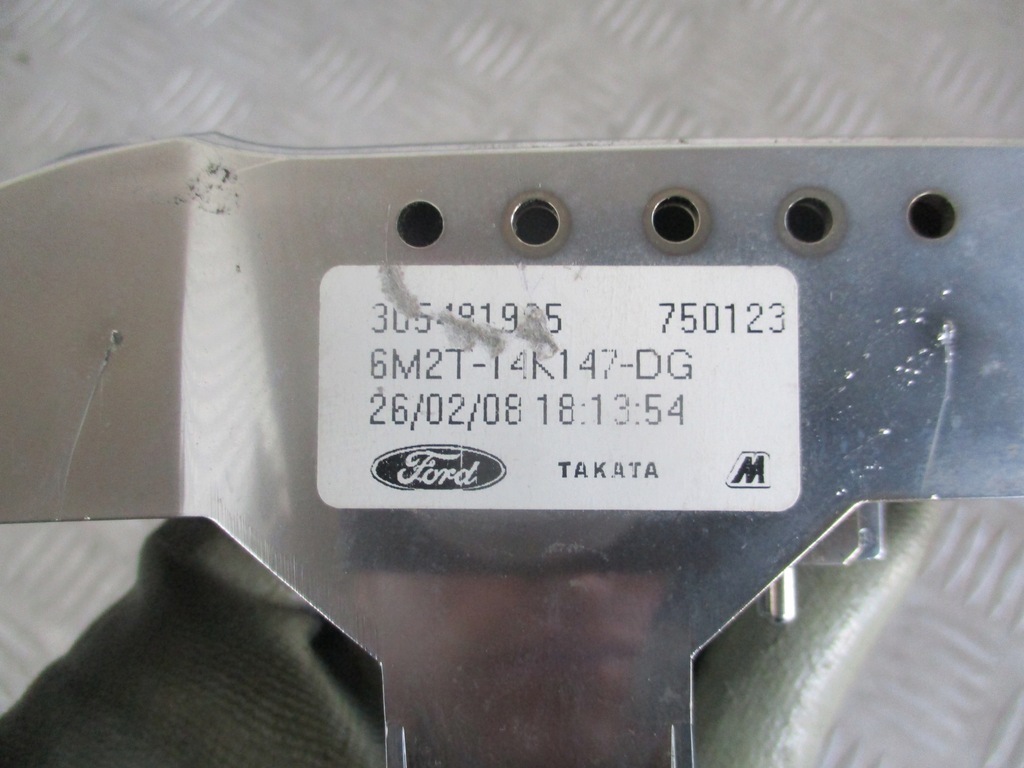 750123
6M2T-14K147-DG
26/02/08 18:13:54
Ford TAKATA M